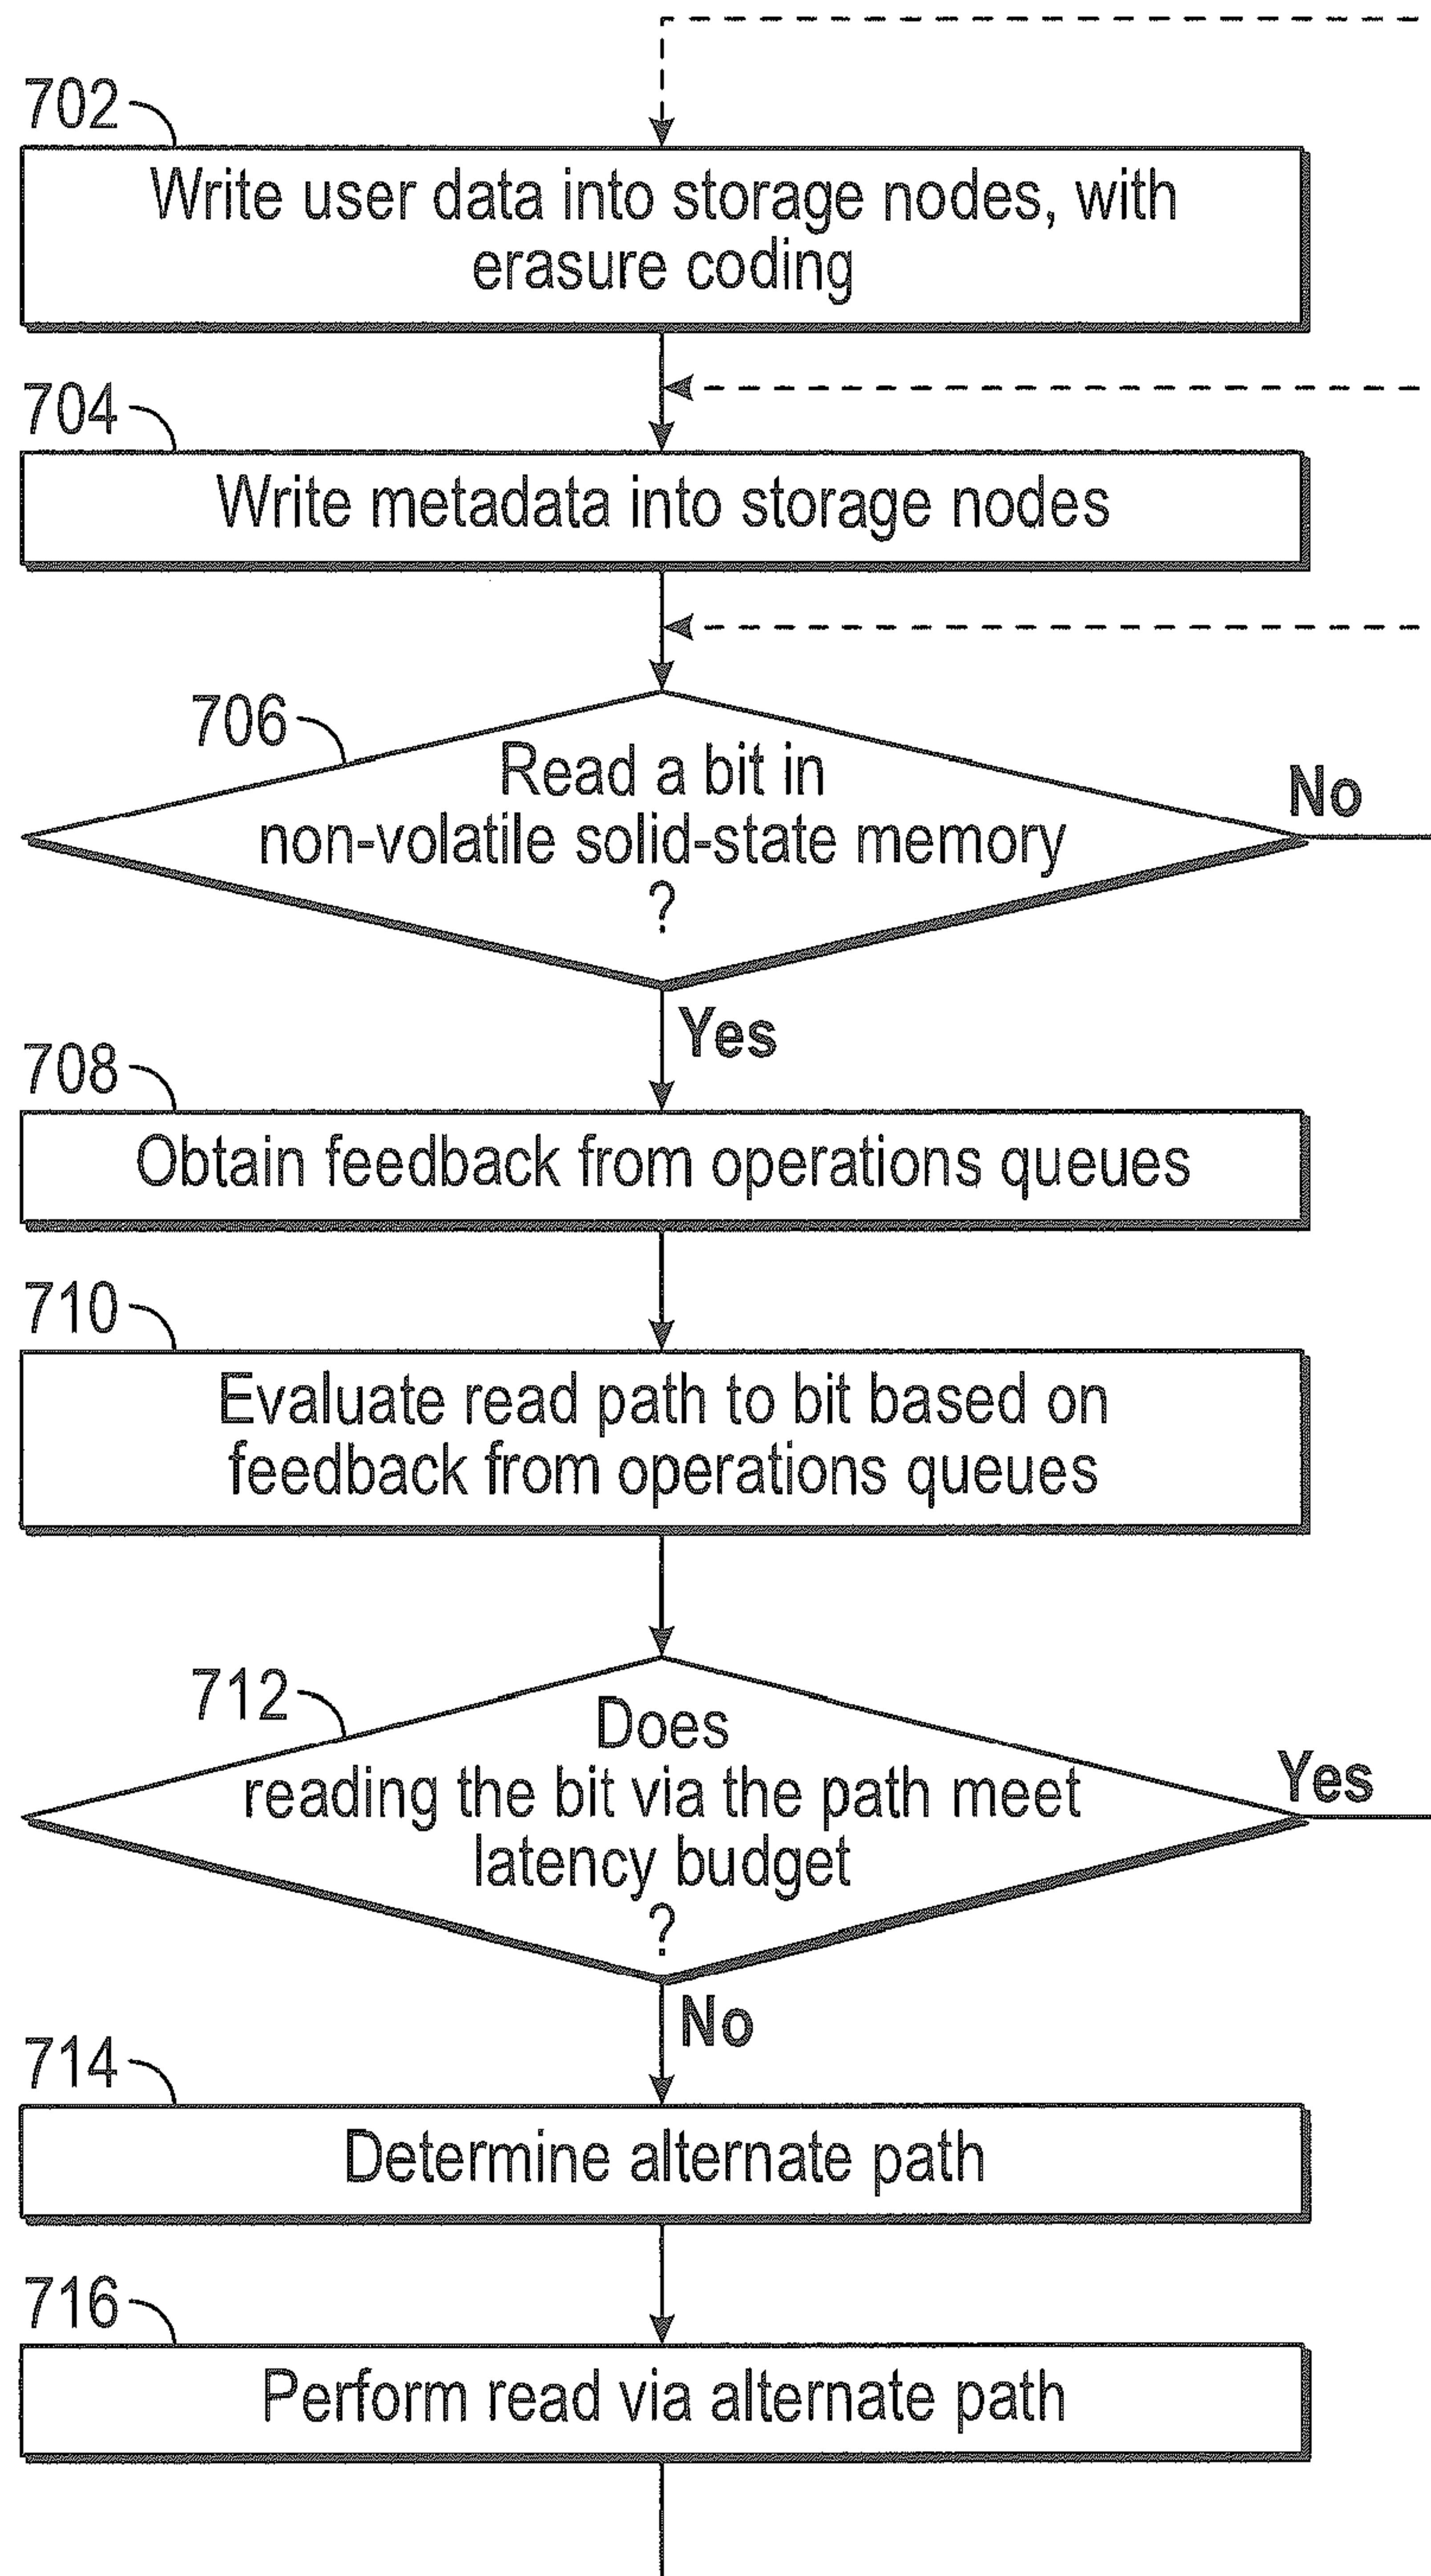 702
Write user data into storage nodes, with
erasure coding
704
Write metadata into storage nodes
706
Read a bit in
non-volatile solid-state memory
?
No
Yes
708
Obtain feedback from operations queues
710
Evaluate read path to bit based on
feedback from operations queues
712
Does
reading the bit via the path meet
latency budget
?
Yes
No
714
Determine alternate path
716
Perform read via alternate path